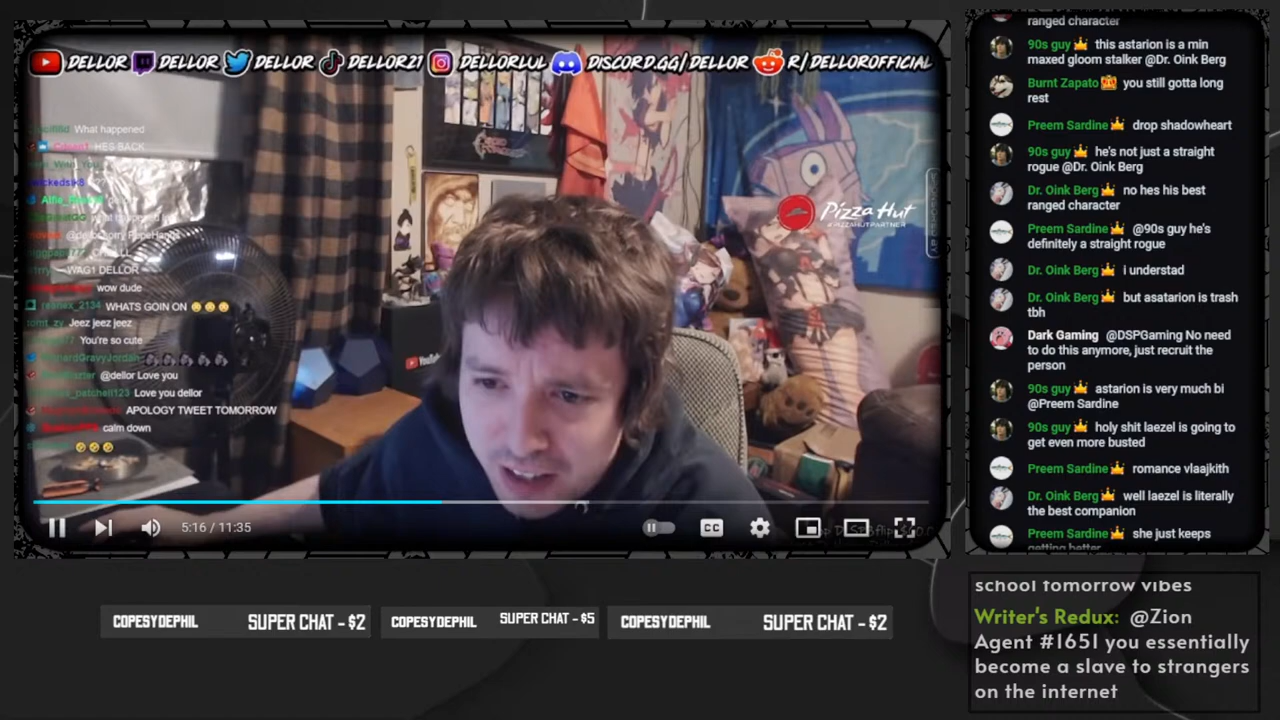 DELLOR DELLOR DELLOR DELLOR21 DELLORLUL DISCORD.GG/DELLOR R/DELLOROFFICIAL
What happened
HES BACK
WAG1 DELLOR
wow dude
WHATS GOIN ON
Jeez jeez jeez
You're so cute
@dellor Love you
Love you dellor
APOLOGY TWEET TOMORROW
calm down
Pizza Hut
#PIZZAHUTPARTNER
YouTube
5:16 / 11:35
CC
ranged character
90s guy this astarion is a min
maxed gloom stalker @Dr. Oink Berg
Burnt Zapato you still gotta long
rest
Preem Sardine drop shadowheart
90s guy he's not just a straight
rogue @Dr. Oink Berg
Dr. Oink Berg no hes his best
ranged character
Preem Sardine @90s guy he's
definitely a straight rogue
Dr. Oink Berg i understad
Dr. Oink Berg but asatarion is trash
tbh
Dark Gaming @DSPGaming No need
to do this anymore, just recruit the
person
90s guy astarion is very much bi
@Preem Sardine
90s guy holy shit laezel is going to
get even more busted
Preem Sardine romance vlaajkith
Dr. Oink Berg well laezel is literally
the best companion
Preem Sardine she just keeps
getting better
COPESYDEPHIL SUPER CHAT - $2
COPESYDEPHIL SUPER CHAT - $5
COPESYDEPHIL SUPER CHAT - $2
school tomorrow vibes
Writer's Redux: @Zion
Agent #1651 you essentially
become a slave to strangers
on the internet